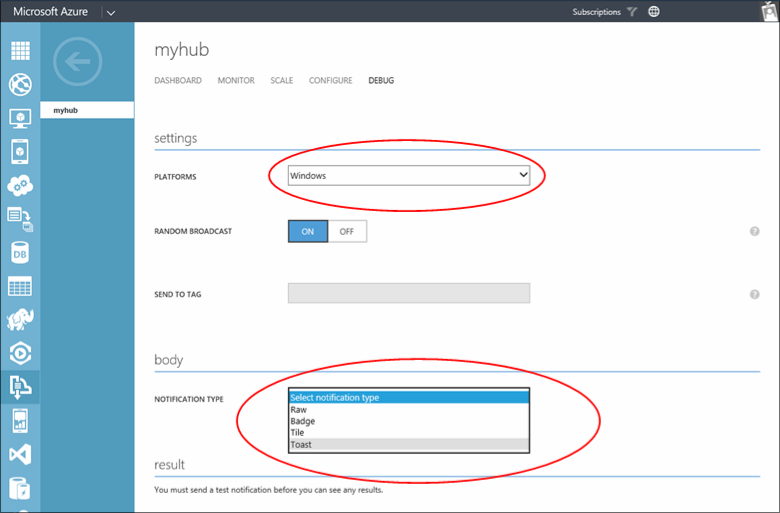 Microsoft Azure
Subscriptions
myhub
myhub
DASHBOARD MONITOR SCALE CONFIGURE DEBUG
settings
PLATFORMS Windows
RANDOM BROADCAST ON OFF ?
SEND TO TAG ?
body
NOTIFICATION TYPE Select notification type
Raw
Badge
Tile
Toast
result
You must send a test notification before you can see any results.
DB